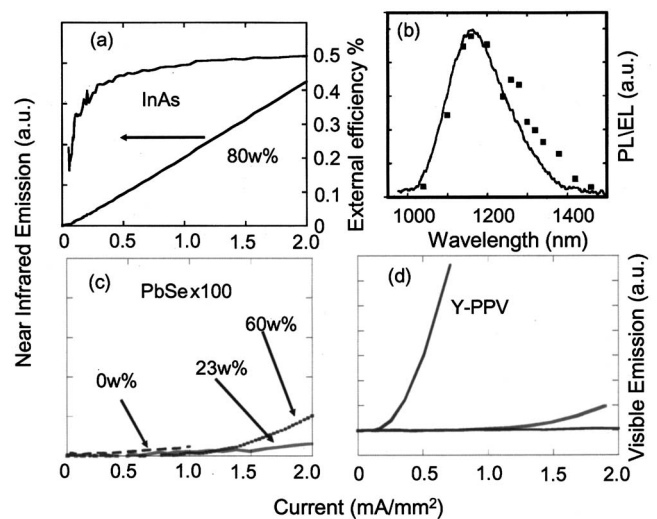 (a)
InAs
80w%
0 0.5 1.0 1.5 2.0
0.5
0.4
0.3
0.2
0.1
0
External efficiency %
Near Infrared Emission (a.u.)
(b)
1000 1200 1400
Wavelength (nm)
PL\EL (a.u.)
(c)
PbSex100
60w%
23w%
0w%
0 0.5 1.0 1.5 2.0
(d)
Y-PPV
0 0.5 1.0 1.5 2.0
Visible Emission (a.u.)
Current (mA/mm²)